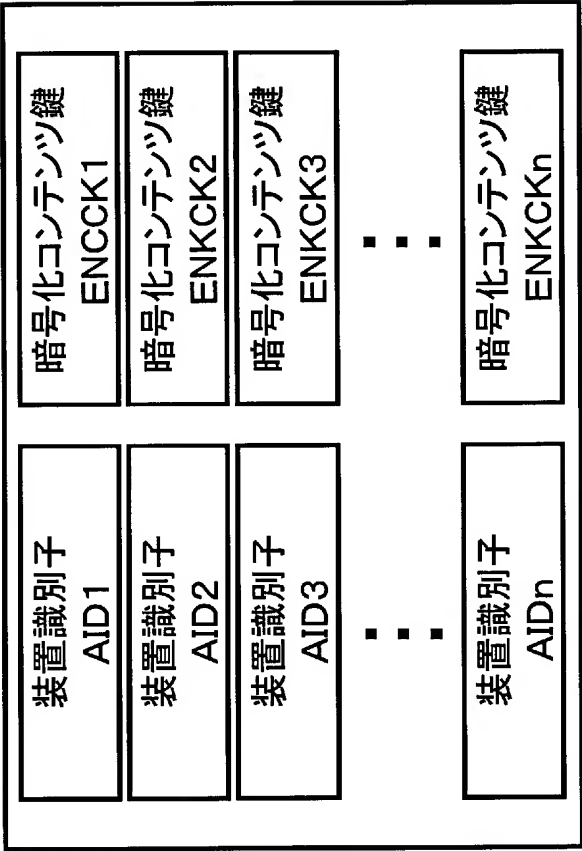 装置識別子
AID1
暗号化コンテンツ鍵
ENCCK1
装置識別子
AID2
暗号化コンテンツ鍵
ENKCK2
装置識別子
AID3
暗号化コンテンツ鍵
ENKCK3
装置識別子
AIDn
暗号化コンテンツ鍵
ENKCKn